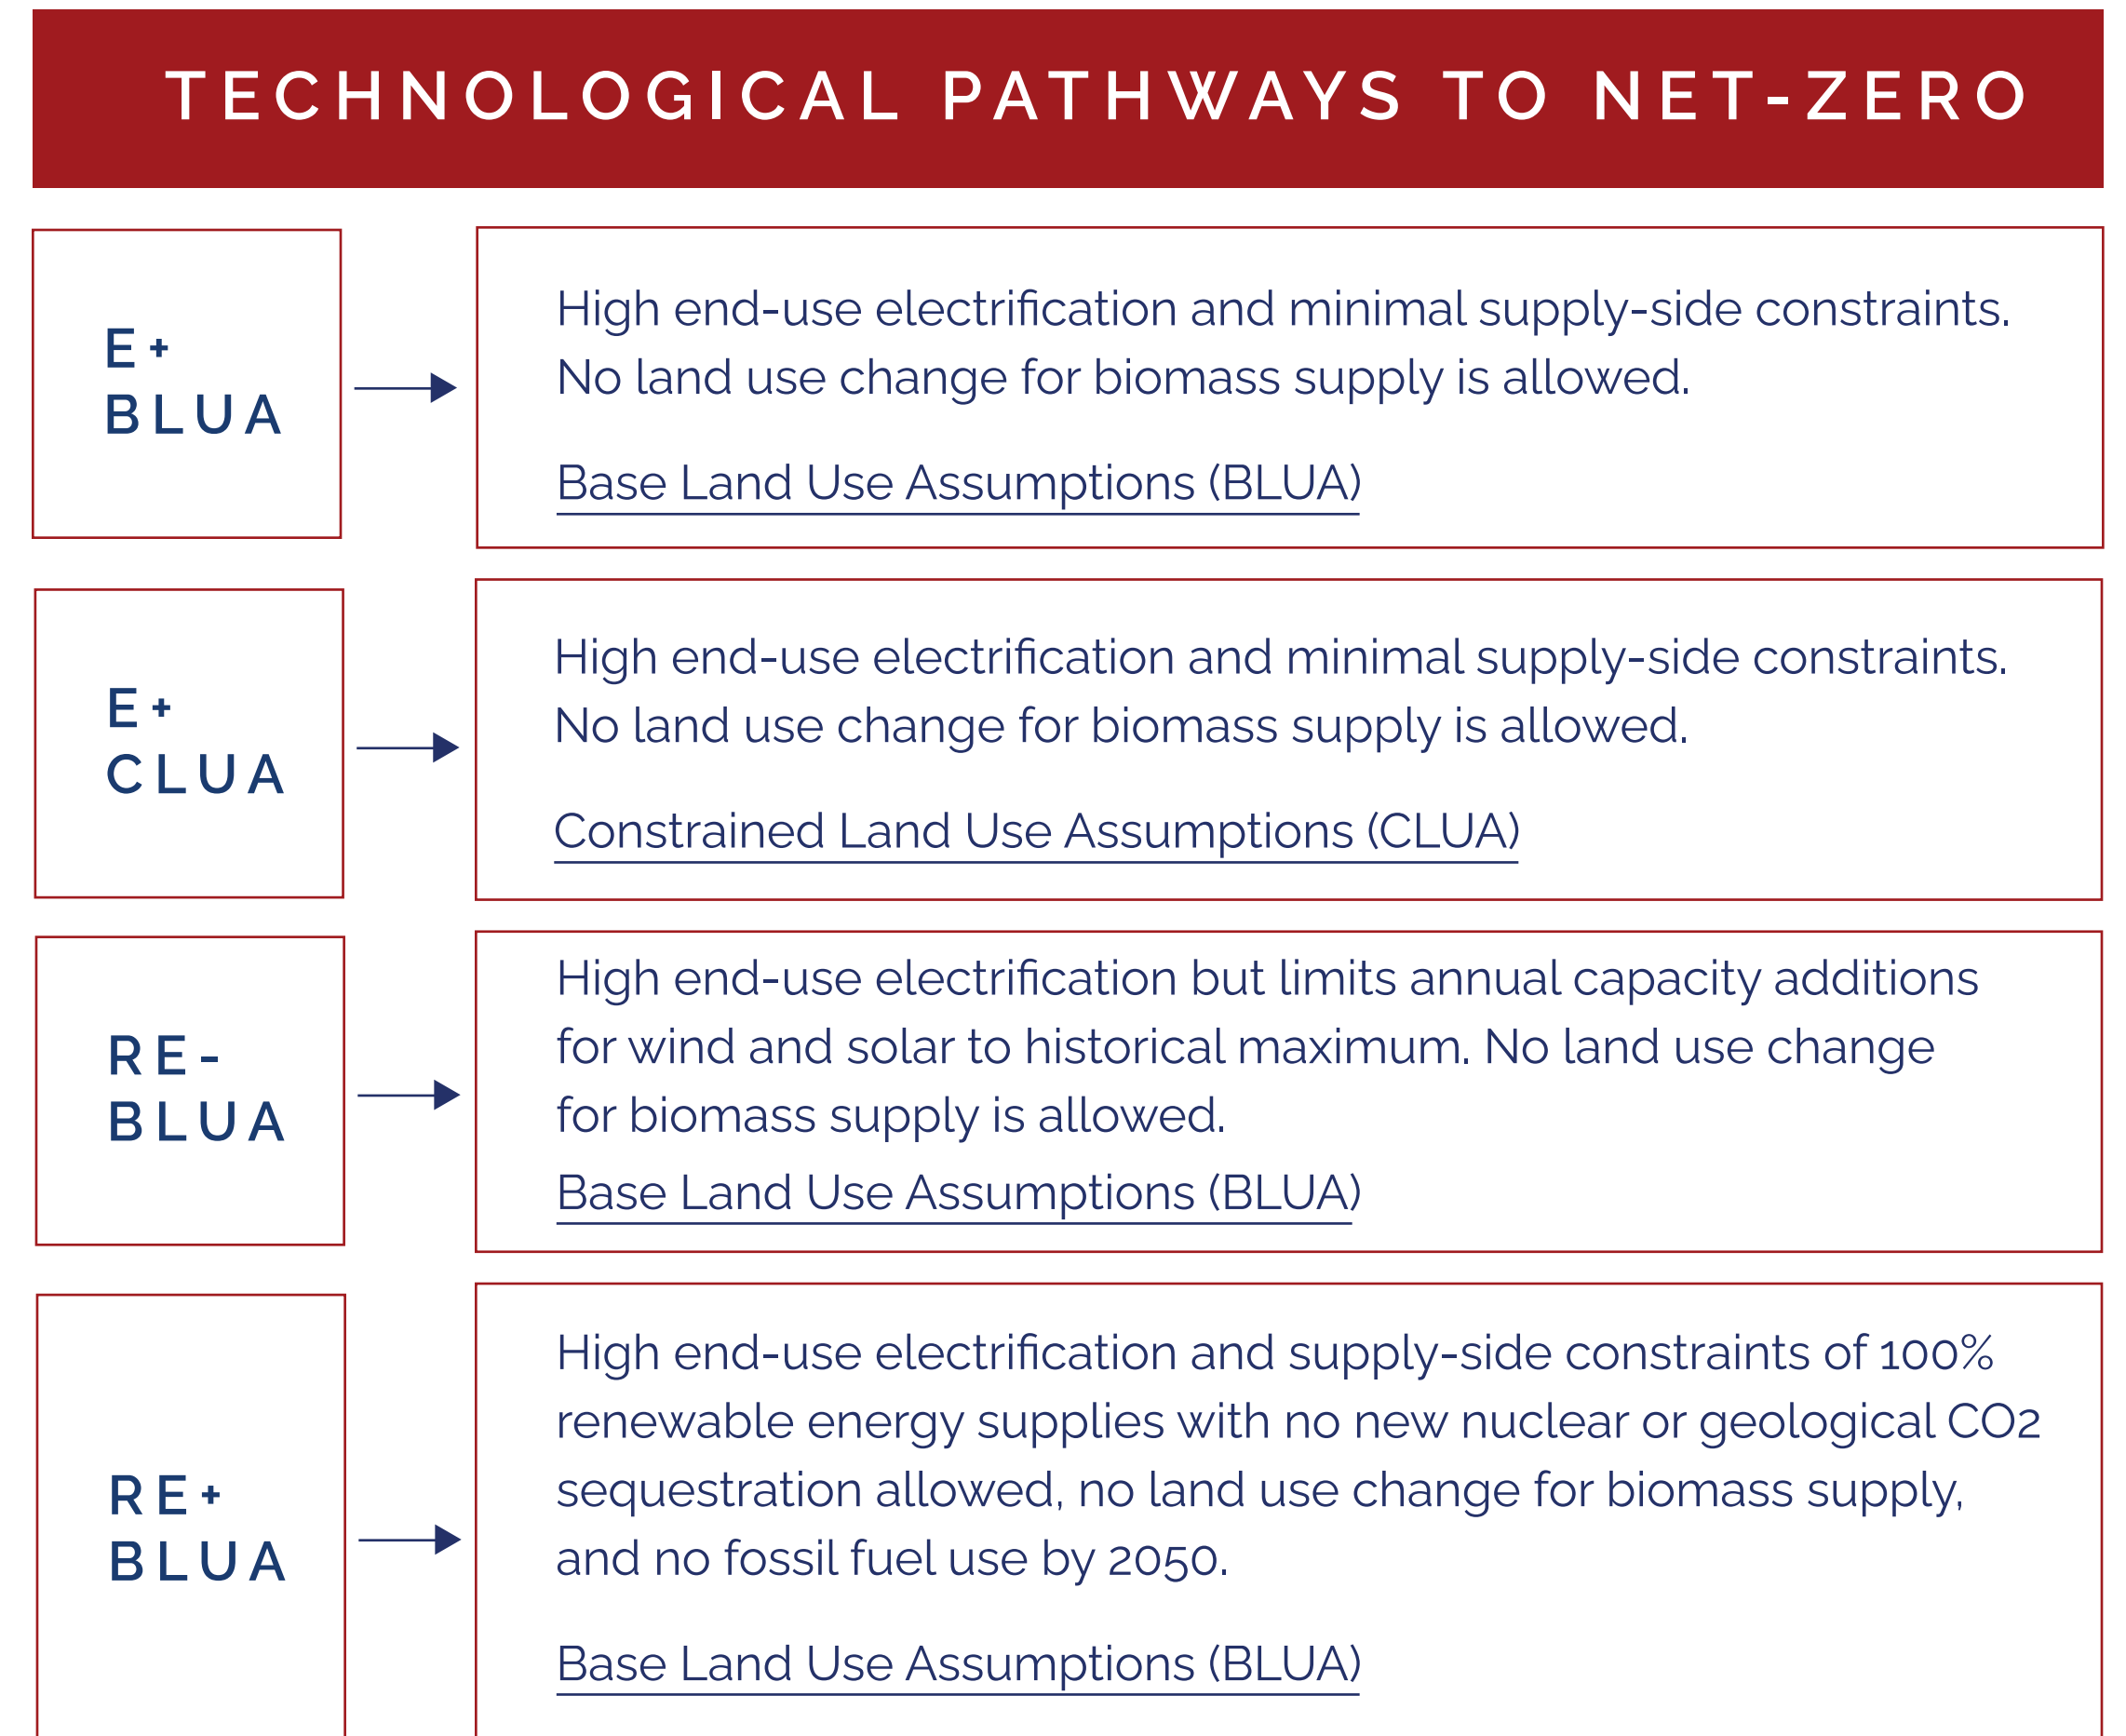 TECHNOLOGICAL PATHWAYS TO NET-ZERO
E+
BLUA
High end-use electrification and minimal supply-side constraints.
No land use change for biomass supply is allowed.
Base Land Use Assumptions (BLUA)
E+
CLUA
High end-use electrification and minimal supply-side constraints.
No land use change for biomass supply is allowed.
Constrained Land Use Assumptions (CLUA)
RE-
BLUA
High end-use electrification but limits annual capacity additions
for wind and solar to historical maximum. No land use change
for biomass supply is allowed.
Base Land Use Assumptions (BLUA)
RE+
BLUA
High end-use electrification and supply-side constraints of 100%
renewable energy supplies with no new nuclear or geological CO2
sequestration allowed, no land use change for biomass supply,
and no fossil fuel use by 2050.
Base Land Use Assumptions (BLUA)